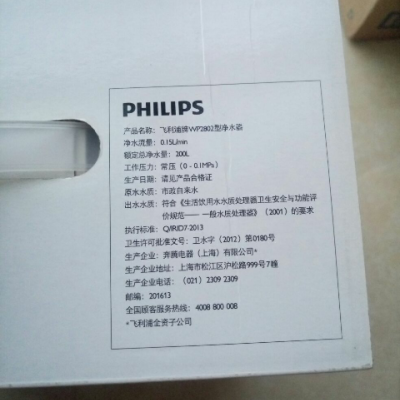 PHILIPS
产品名称：飞利浦牌WP2802型净水器
净水流量：0.15L/min
额定总净水量：200L
工作压力：常压（0 - 0.1MPa）
生产日期：请见产品合格证
原水水质：市政自来水
出水水质：符合《生活饮用水水质处理器卫生安全与功能评
价规范—— 一般水质处理器》（2001）的要求
执行标准：Q/IRID7-2013
卫生许可批准文号：卫水字（2012）第0180号
生产企业：奔腾电器（上海）有限公司*
生产企业地址：上海市松江区沪松路999号7幢
生产企业电话：（021）2309 2309
邮编：201613
全国顾客服务热线：4008 800 008
*飞利浦全资子公司